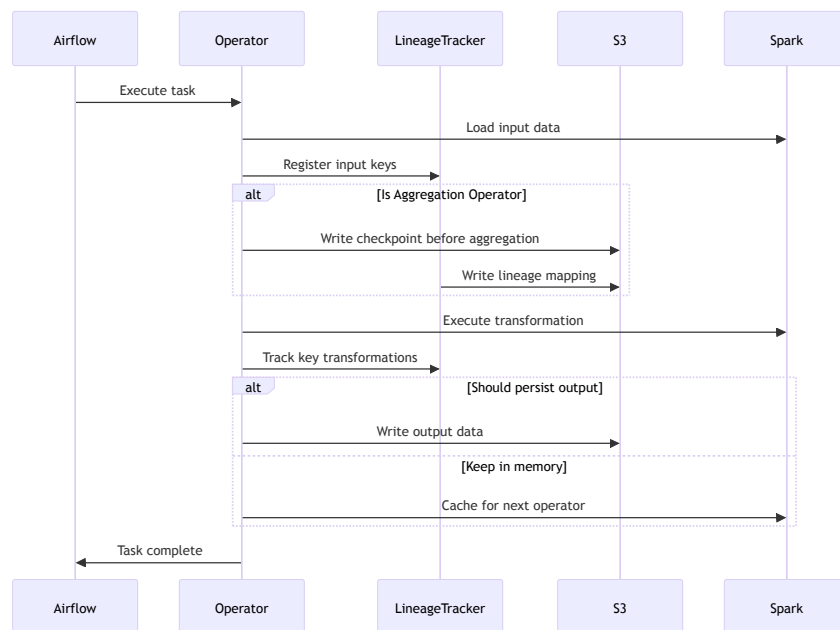 Airflow
Operator
LineageTracker
S3
Spark
Execute task
Load input data
Register input keys
alt
[Is Aggregation Operator]
Write checkpoint before aggregation
Write lineage mapping
Execute transformation
Track key transformations
alt
[Should persist output]
Write output data
[Keep in memory]
Cache for next operator
Task complete
Airflow
Operator
LineageTracker
S3
Spark